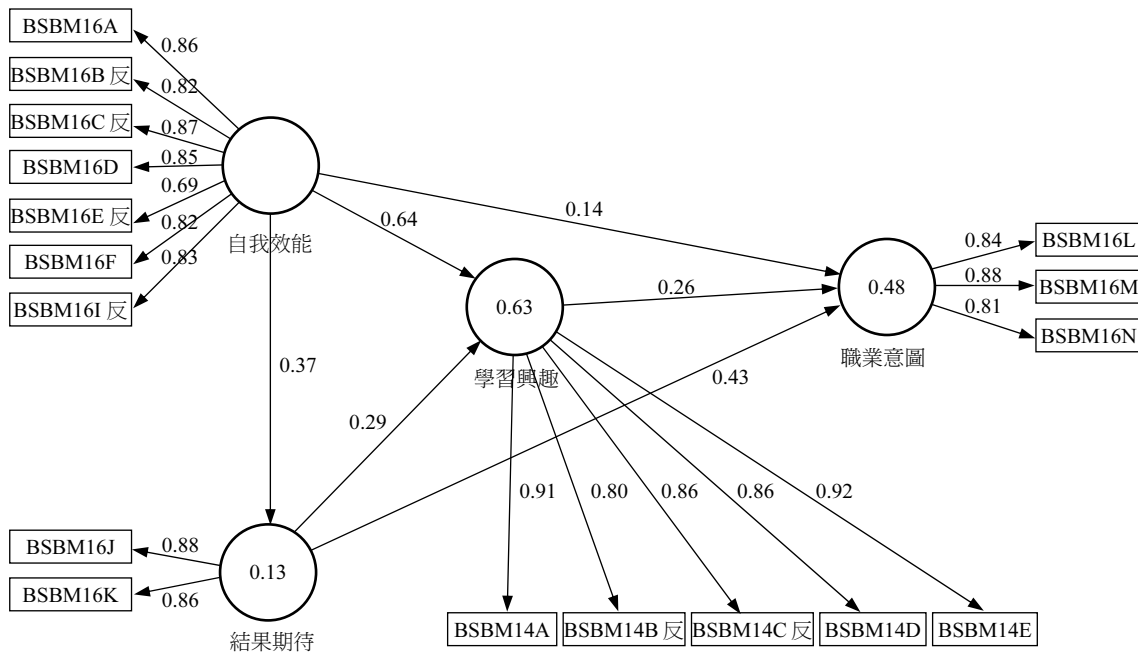 BSBM16A
0.86
BSBM16B 反
0.82
BSBM16C 反
0.87
BSBM16D
0.85
BSBM16E 反
0.69
BSBM16F
0.82
BSBM16I 反
0.83
自我效能
0.64
0.14
0.37
0.63
學習興趣
0.26
0.48
職業意圖
0.84
BSBM16L
0.88
BSBM16M
0.81
BSBM16N
0.29
0.43
BSBM16J
0.88
BSBM16K
0.86
0.13
結果期待
0.91
0.80
0.86
0.86
0.92
BSBM14A
BSBM14B 反
BSBM14C 反
BSBM14D
BSBM14E